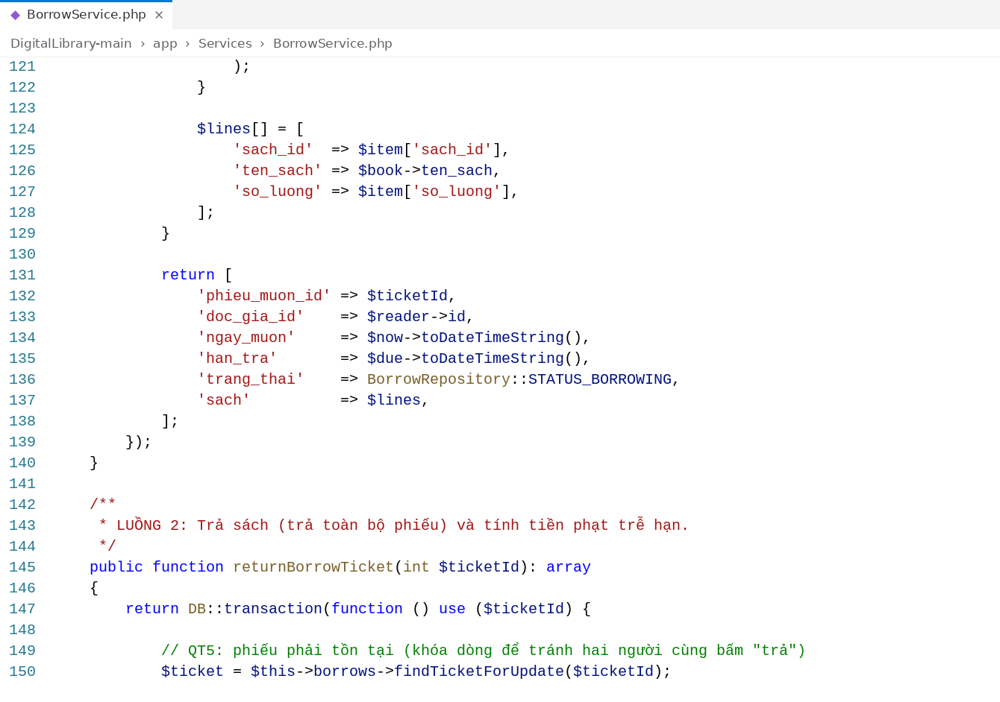 ◆ BorrowService.php ×
DigitalLibrary-main › app › Services › BorrowService.php
121                      );
122                  }
123
124                  $lines[] = [
125                      'sach_id'  => $item['sach_id'],
126                      'ten_sach' => $book->ten_sach,
127                      'so_luong' => $item['so_luong'],
128                  ];
129              }
130
131              return [
132                  'phieu_muon_id' => $ticketId,
133                  'doc_gia_id'    => $reader->id,
134                  'ngay_muon'     => $now->toDateTimeString(),
135                  'han_tra'       => $due->toDateTimeString(),
136                  'trang_thai'    => BorrowRepository::STATUS_BORROWING,
137                  'sach'          => $lines,
138              ];
139          });
140      }
141
142      /**
143       * LUỒNG 2: Trả sách (trả toàn bộ phiếu) và tính tiền phạt trễ hạn.
144       */
145      public function returnBorrowTicket(int $ticketId): array
146      {
147          return DB::transaction(function () use ($ticketId) {
148
149              // QT5: phiếu phải tồn tại (khóa dòng để tránh hai người cùng bấm "trả")
150              $ticket = $this->borrows->findTicketForUpdate($ticketId);